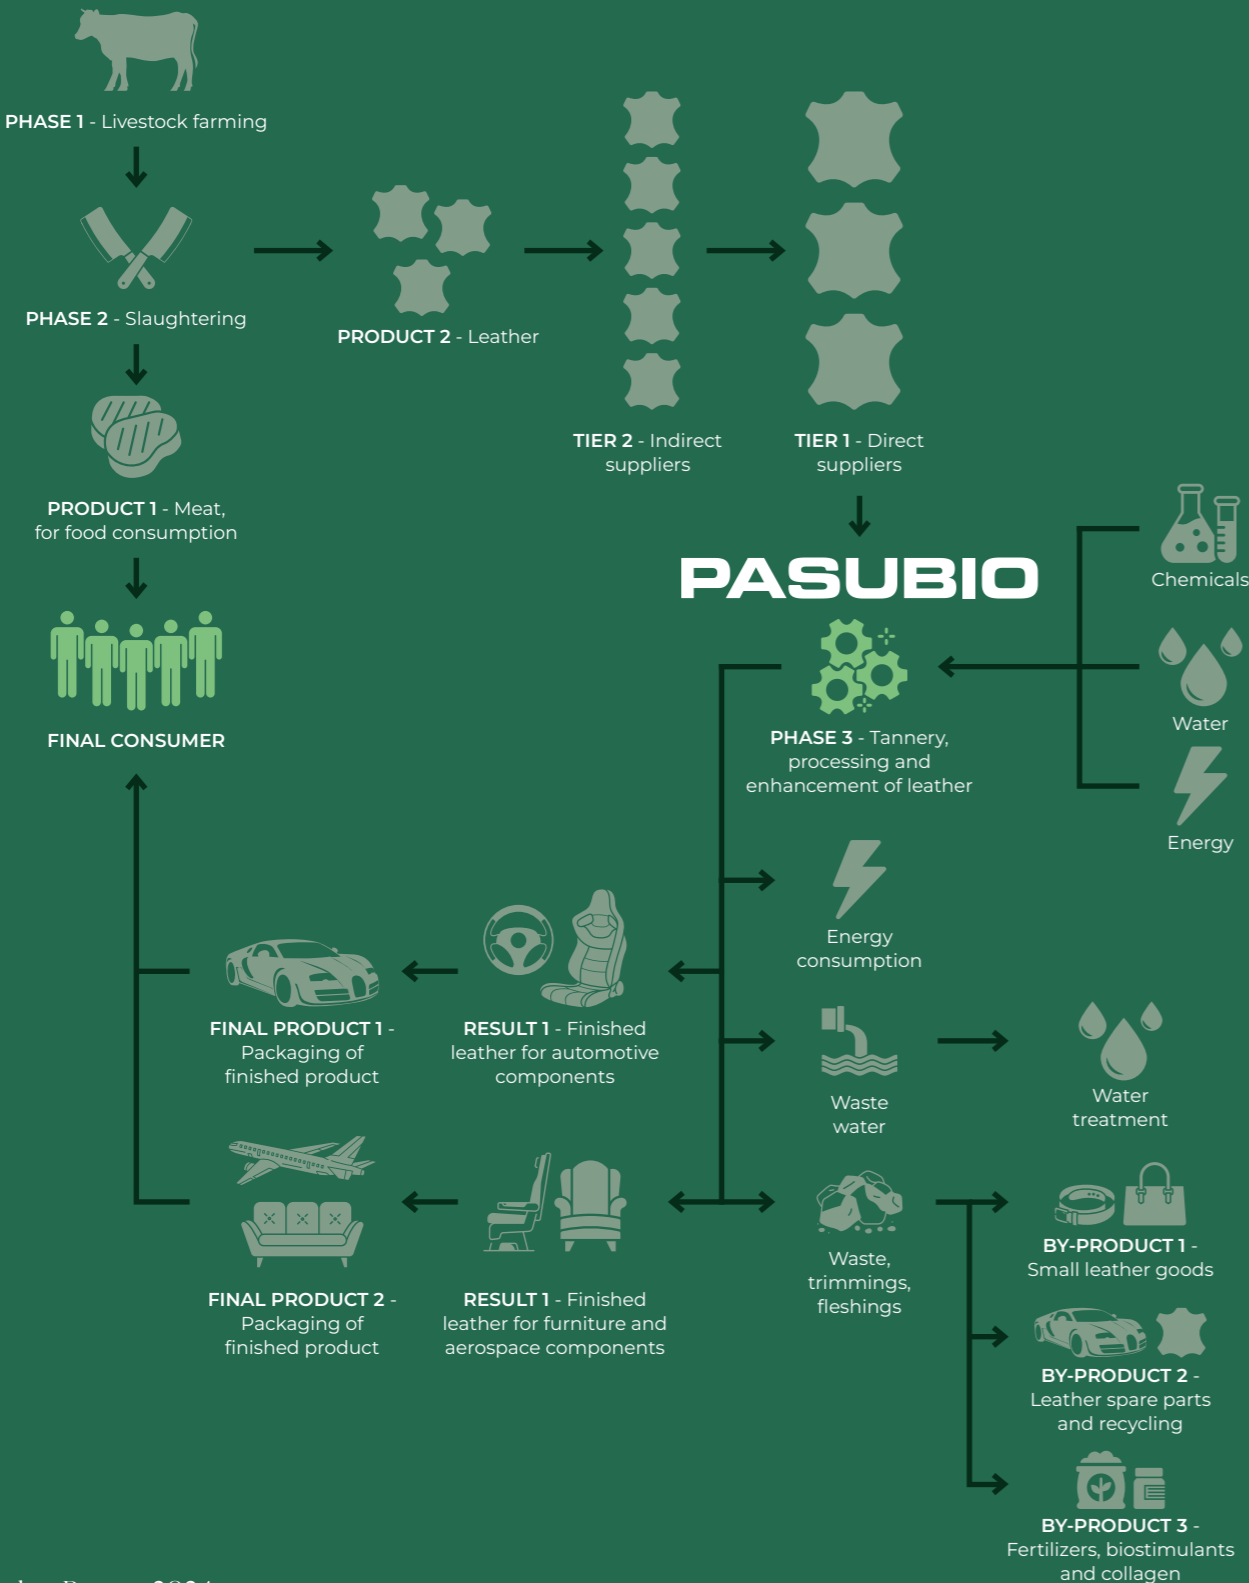 PHASE 1 - Livestock farming
PHASE 2 - Slaughtering
PRODUCT 2 - Leather
TIER 2 - Indirect
suppliers
TIER 1 - Direct
suppliers
PRODUCT 1 - Meat,
for food consumption
FINAL CONSUMER
PASUBIO
PHASE 3 - Tannery,
processing and
enhancement of leather
Chemicals
Water
Energy
Energy
consumption
FINAL PRODUCT 1 -
Packaging of
finished product
RESULT 1 - Finished
leather for automotive
components
Waste
water
Water
treatment
FINAL PRODUCT 2 -
Packaging of
finished product
RESULT 1 - Finished
leather for furniture and
aerospace components
Waste,
trimmings,
fleshings
BY-PRODUCT 1 -
Small leather goods
BY-PRODUCT 2 -
Leather spare parts
and recycling
BY-PRODUCT 3 -
Fertilizers, biostimulants
and collagen